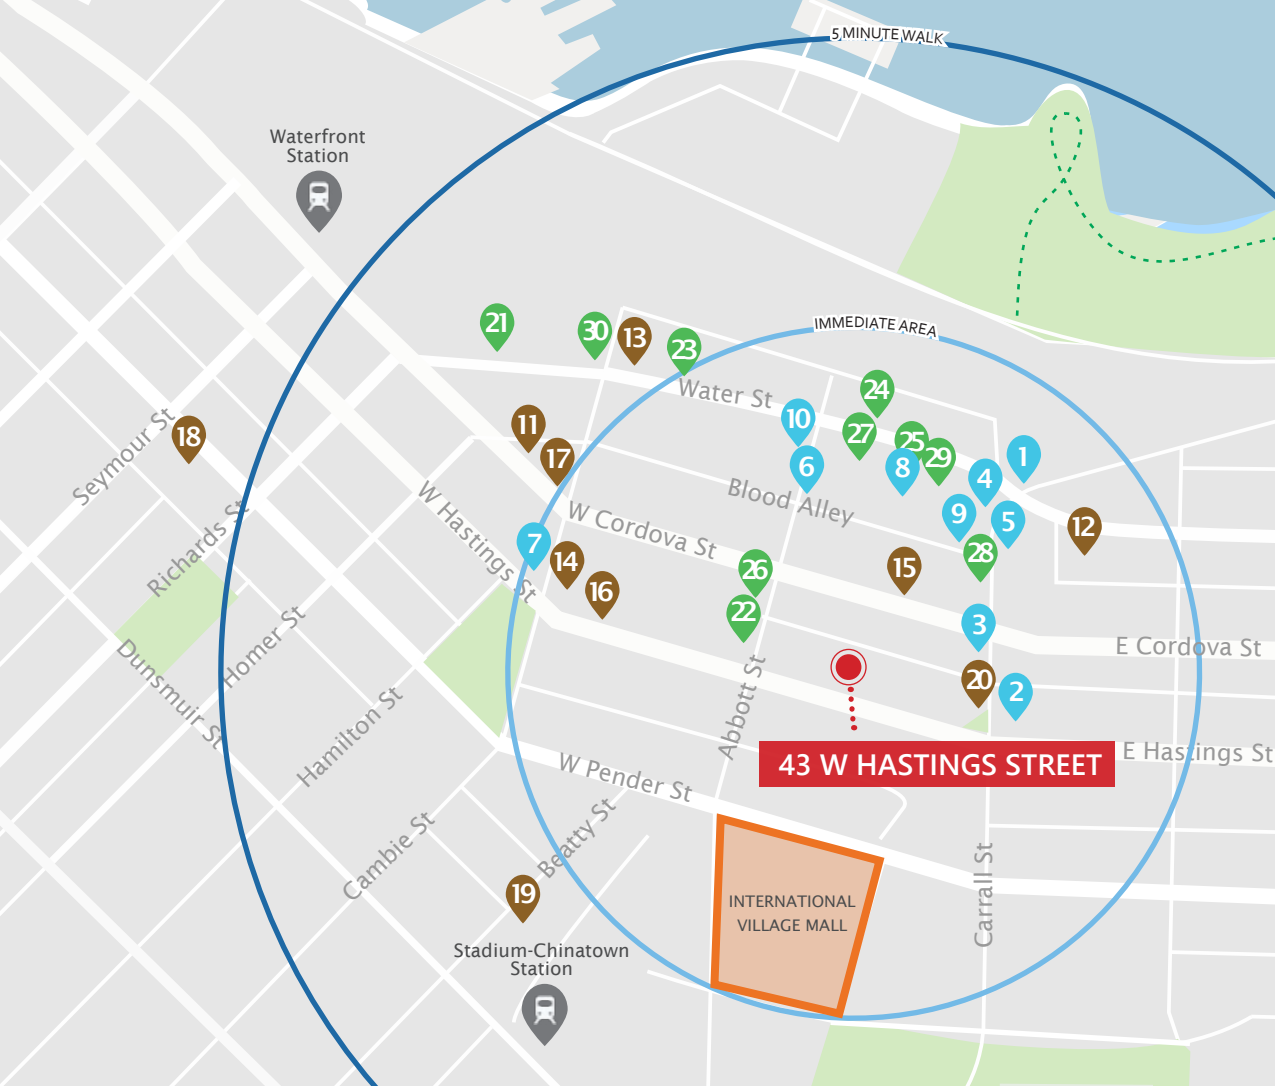 5 MINUTE WALK
Waterfront
Station
IMMEDIATE AREA
21
30
13
23
Water St
24
10
27
25
29
8
6
4
1
18
11
17
Seymour St
Richards St
W Hastings St
W Cordova St
Blood Alley
9
5
12
7
14
16
26
22
15
28
3
E Cordova St
20
2
Homer St
Dunsmuir St
Hamilton St
Abbott St
43 W HASTINGS STREET
E Hastings St
W Pender St
Cambie St
Beatty St
19
Carrall St
INTERNATIONAL
VILLAGE MALL
Stadium-Chinatown
Station